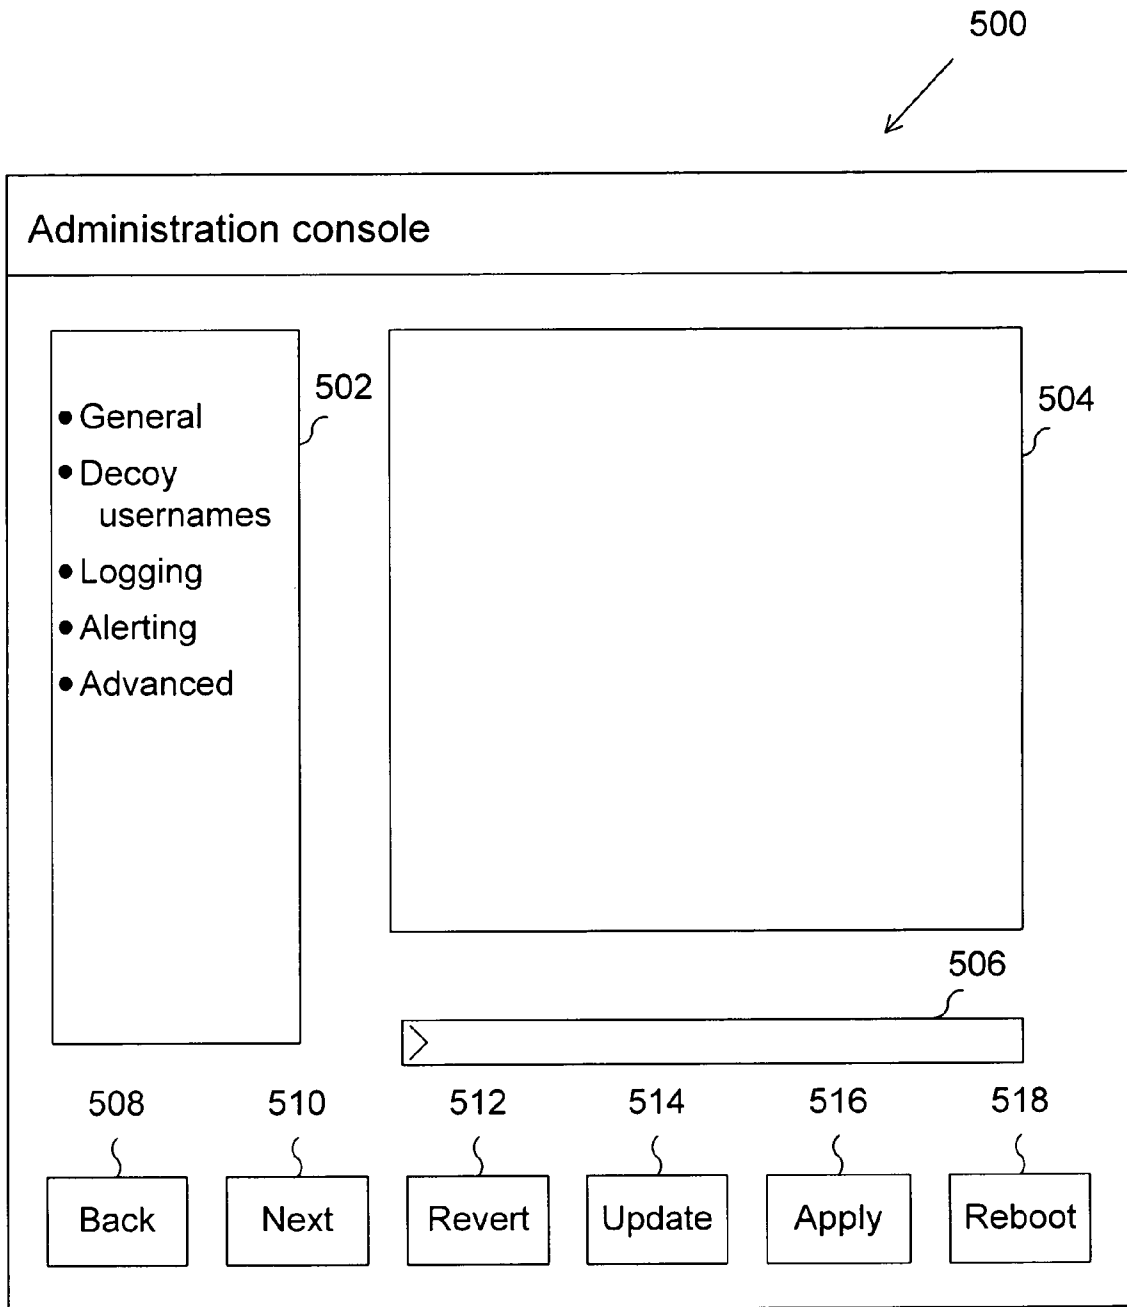 500
Administration console
502
504
• General
• Decoy
usernames
• Logging
• Alerting
• Advanced
506
>
508 510 512 514 516 518
Back Next Revert Update Apply Reboot